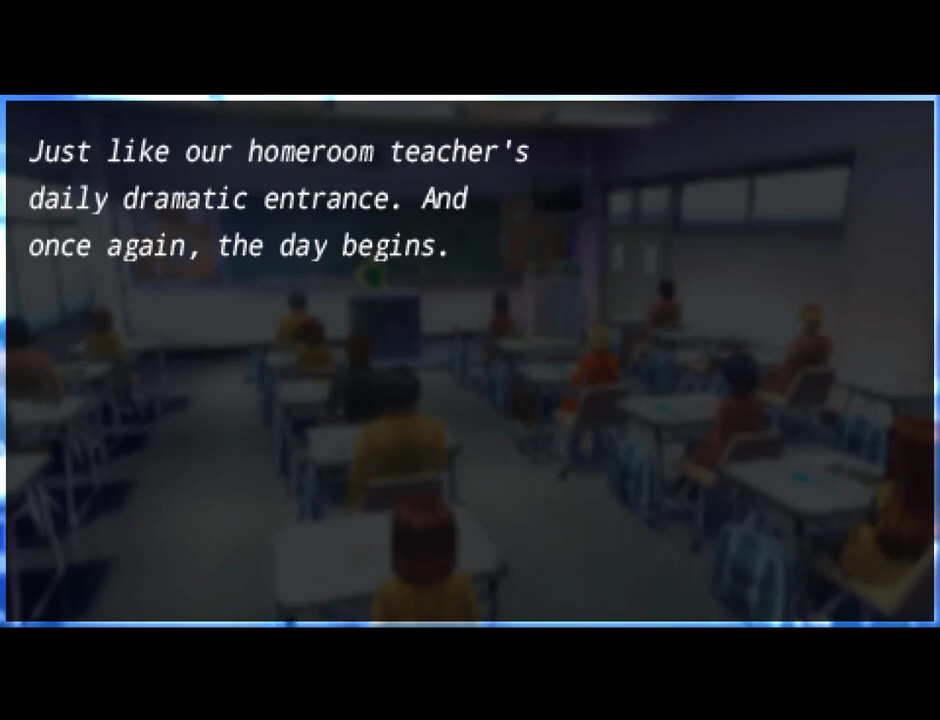 Just like our homeroom teacher's
daily dramatic entrance. And
once again, the day begins.